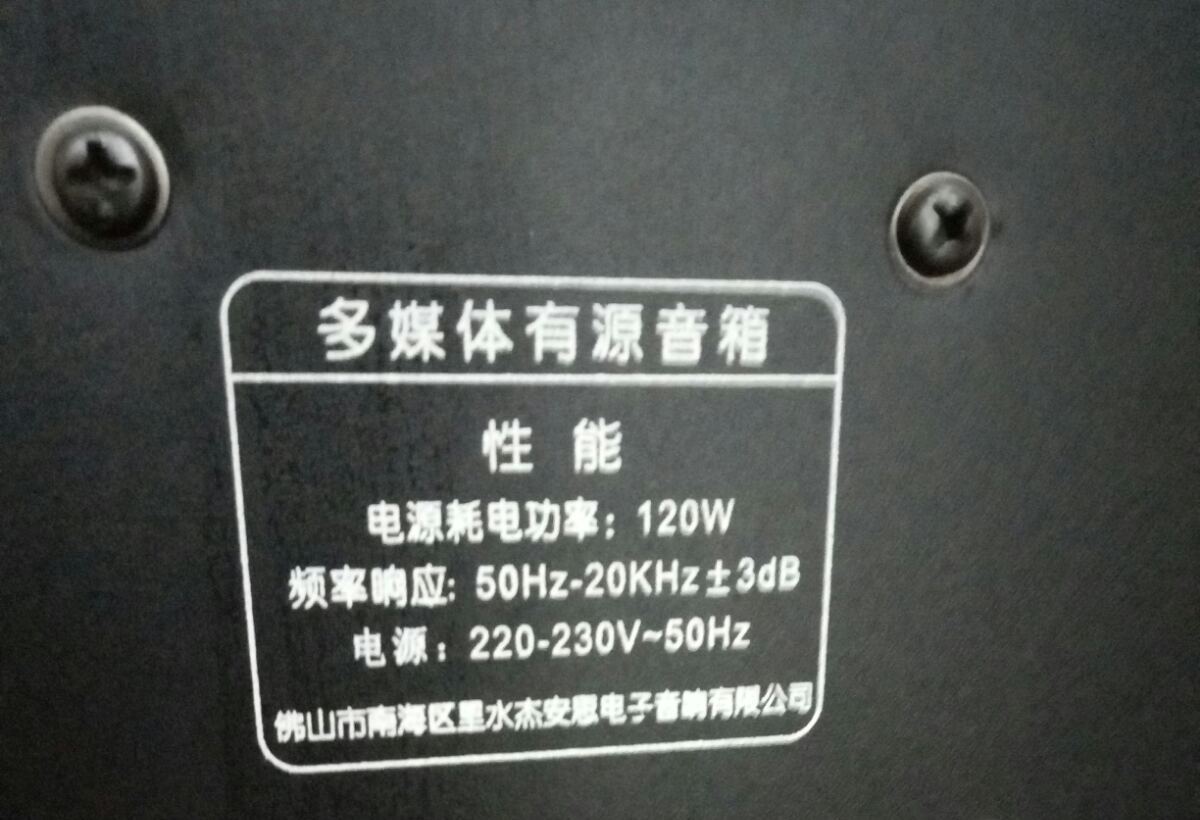 多媒体有源音箱
性 能
电源耗电功率：120W
频率响应：50Hz-20KHz±3dB
电源：220-230V~50Hz
佛山市南海区里水杰安思电子音响有限公司